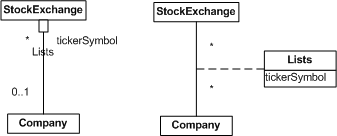 StockExchange
*
tickerSymbol
Lists
0..1
Company
StockExchange
*
Lists
tickerSymbol
*
Company